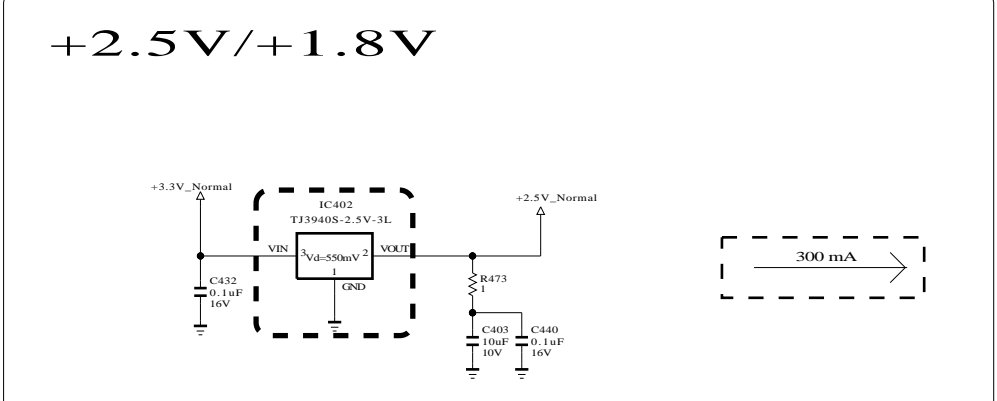 +2.5V/+1.8V
+3.3V_Normal
IC402
TJ3940S-2.5V-3L
+2.5V_Normal
VIN
3
Vd=550mV
2
VOUT
1
GND
C432
0.1uF
16V
R473
1
C403
10uF
10V
C440
0.1uF
16V
300 mA